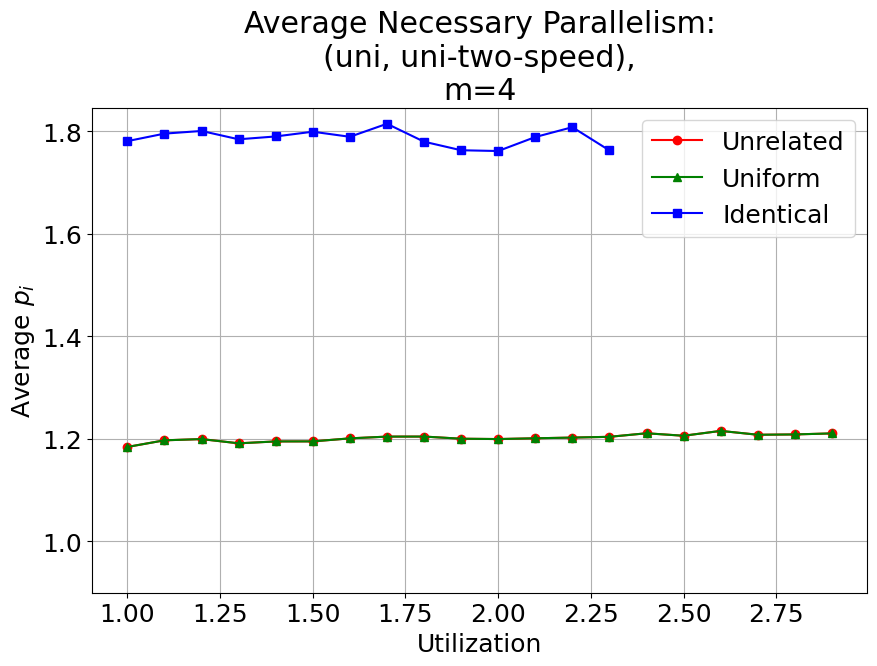 Average Necessary Parallelism:
(uni, uni-two-speed),
m=4
Unrelated
Uniform
Identical
Average p_i
1.8
1.6
1.4
1.2
1.0
1.00 1.25 1.50 1.75 2.00 2.25 2.50 2.75
Utilization